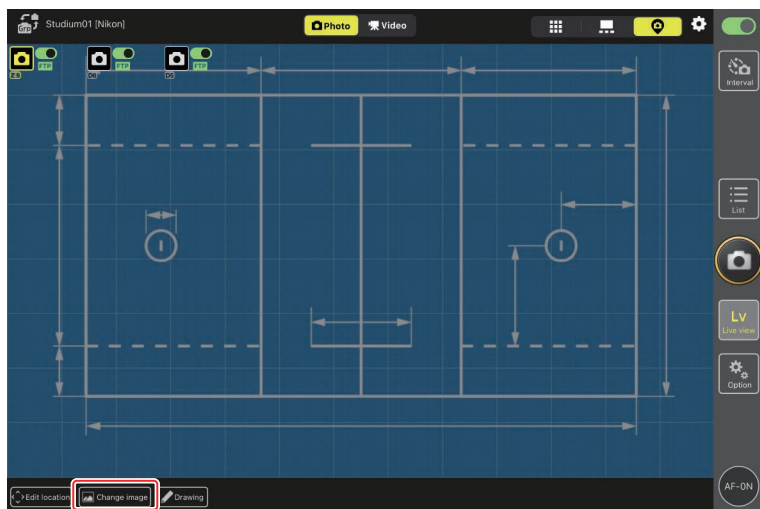 Grp
Studium01 [Nikon]
Photo
Video
FTP
FTP
FTP
Interval
List
Lv
Live view
Option
AF-ON
Edit location
Change image
Drawing